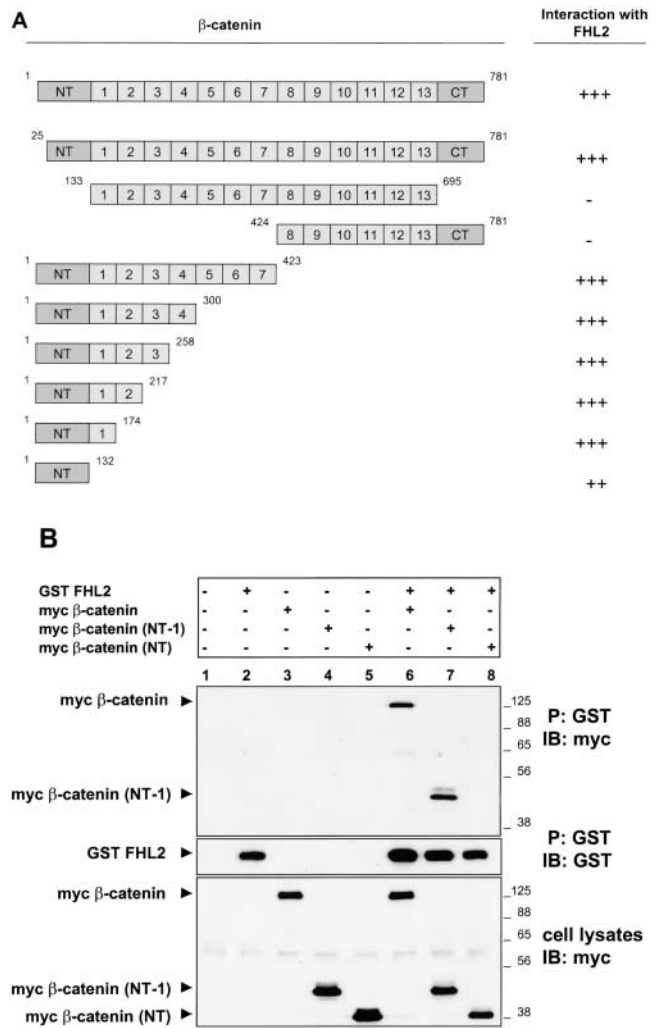 A
β-catenin
Interaction with
FHL2
1 781
NT 1 2 3 4 5 6 7 8 9 10 11 12 13 CT
+++
25 781
NT 1 2 3 4 5 6 7 8 9 10 11 12 13 CT
+++
133 695
1 2 3 4 5 6 7 8 9 10 11 12 13
-
424 781
8 9 10 11 12 13 CT
-
1 423
NT 1 2 3 4 5 6 7
+++
1 300
NT 1 2 3 4
+++
1 258
NT 1 2 3
+++
1 217
NT 1 2
+++
1 174
NT 1
+++
1 132
NT
++
B
GST FHL2 - + - - - + + +
myc β-catenin - - + - - + - -
myc β-catenin (NT-1) - - - + - - + -
myc β-catenin (NT) - - - - + - - +
1 2 3 4 5 6 7 8
myc β-catenin
125
88
65
56
38
P: GST
IB: myc
myc β-catenin (NT-1)
GST FHL2
P: GST
IB: GST
myc β-catenin
125
88
65
56
38
cell lysates
IB: myc
myc β-catenin (NT-1)
myc β-catenin (NT)